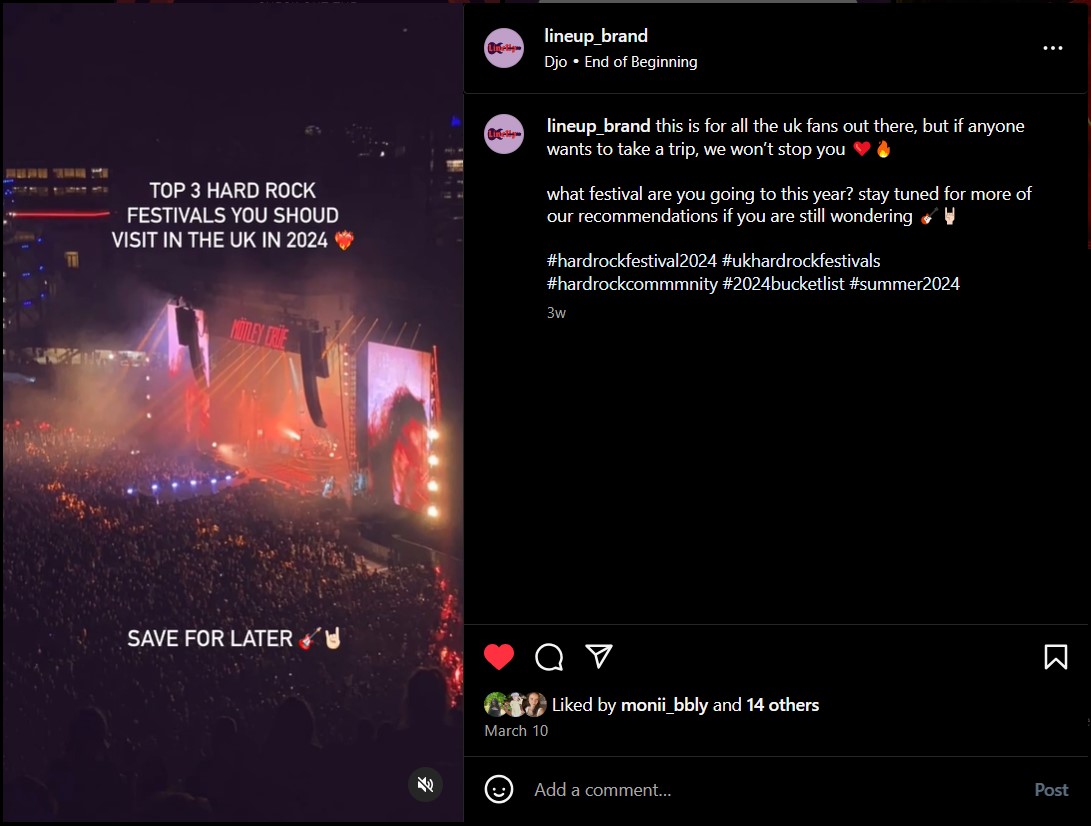 TOP 3 HARD ROCK
FESTIVALS YOU SHOUD
VISIT IN THE UK IN 2024 ❤️‍🔥
MÖTLEY CRÜE
SAVE FOR LATER 🎸🤘🏻
lineup_brand
Djo • End of Beginning
lineup_brand this is for all the uk fans out there, but if anyone
wants to take a trip, we won’t stop you ❤️🔥
what festival are you going to this year? stay tuned for more of
our recommendations if you are still wondering 🎸🤘🏻
#hardrockfestival2024 #ukhardrockfestivals
#hardrockcommmnity #2024bucketlist #summer2024
3w
Liked by monii_bbly and 14 others
March 10
Add a comment...
Post